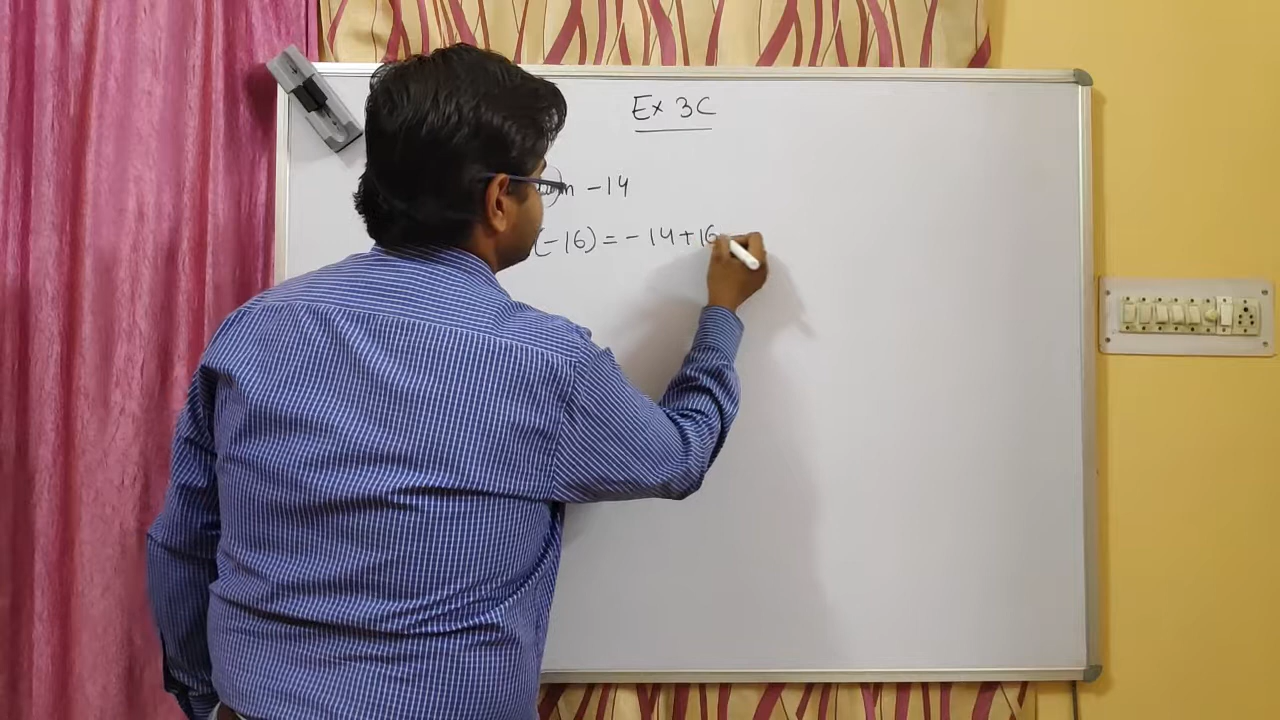 Ex 3C
m - 14
(-16) = - 14 + 16